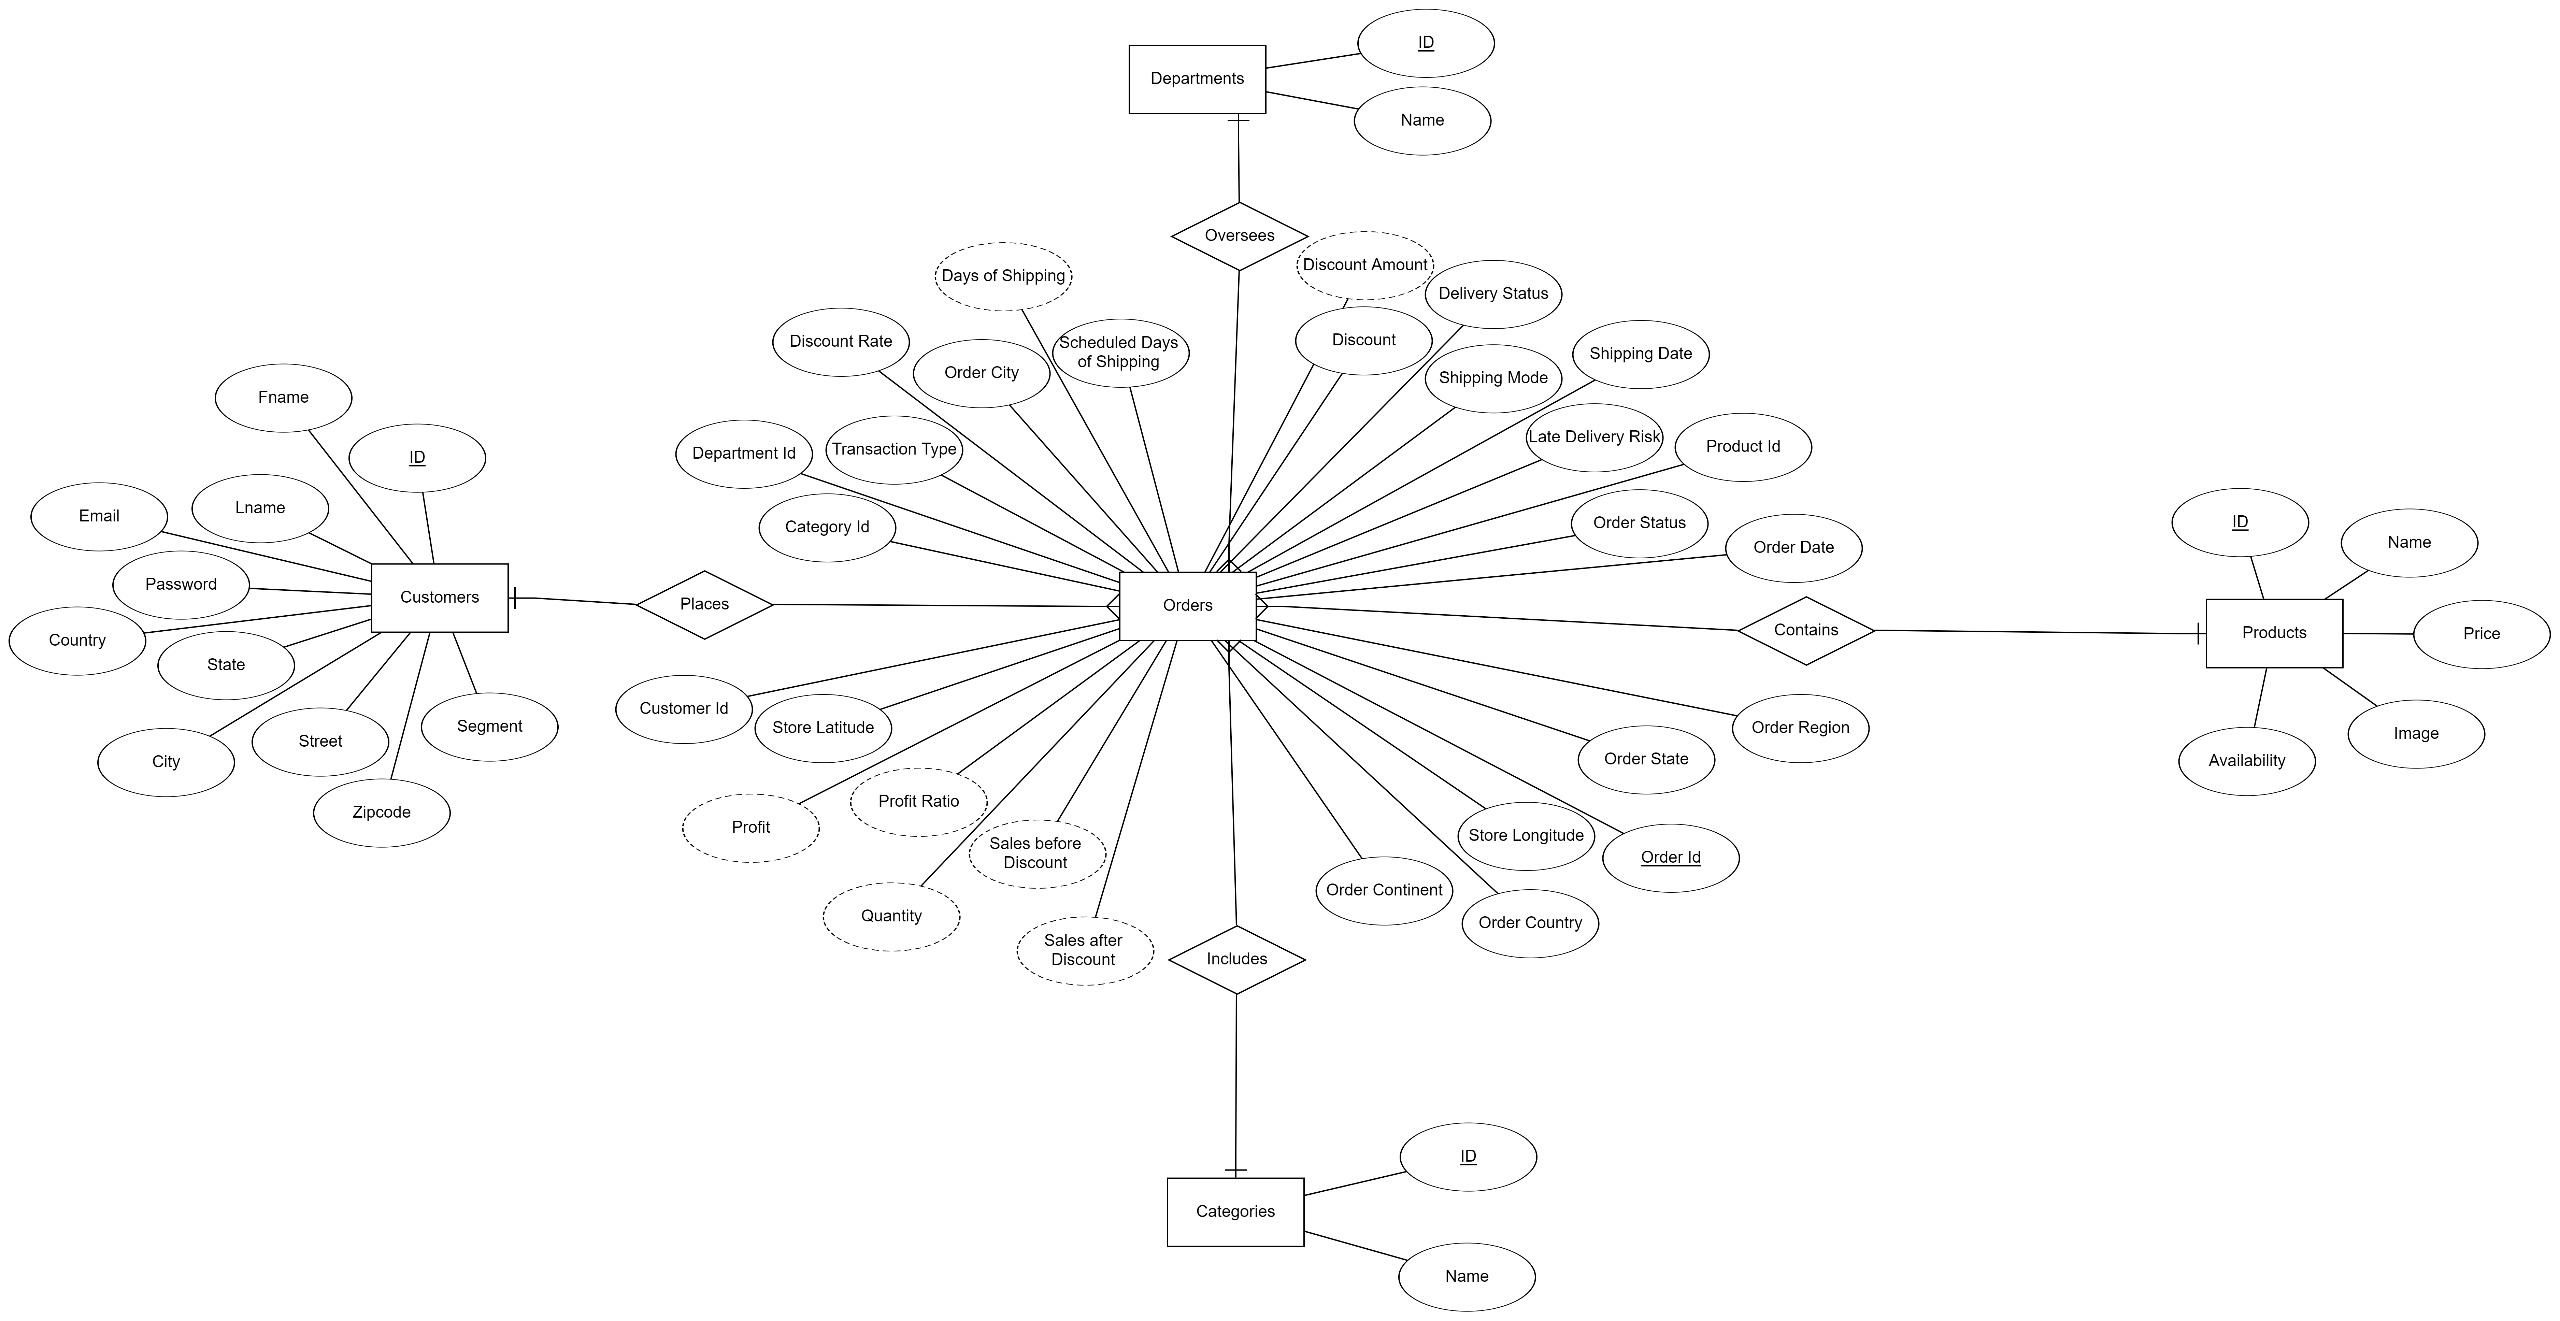 ID
Departments
Name
Oversees
Discount Amount
Days of Shipping
Delivery Status
Discount Rate
Discount
Scheduled Days
of Shipping
Shipping Date
Order City
Shipping Mode
Fname
Late Delivery Risk
Product Id
Transaction Type
Department Id
ID
Lname
Email
Category Id
Order Status
ID
Name
Order Date
Password
Customers
Places
Orders
Contains
Products
Price
Country
State
Customer Id
Segment
Store Latitude
Order Region
Image
Street
City
Order State
Availability
Profit Ratio
Zipcode
Profit
Store Longitude
Sales before
Discount
Order Id
Order Continent
Quantity
Order Country
Sales after
Discount
Includes
ID
Categories
Name